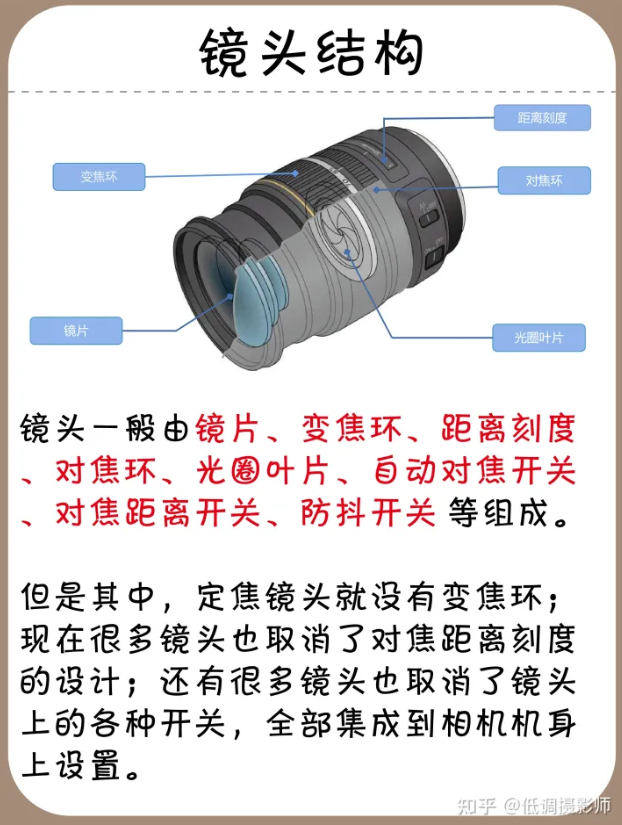 镜头结构
距离刻度
变焦环
对焦环
镜片
光圈叶片
镜头一般由镜片、变焦环、距离刻度
、对焦环、光圈叶片、自动对焦开关
、对焦距离开关、防抖开关 等组成。
但是其中，定焦镜头就没有变焦环；
现在很多镜头也取消了对焦距离刻度
的设计；还有很多镜头也取消了镜头
上的各种开关，全部集成到相机机身
上设置。
知乎 @低调摄影师